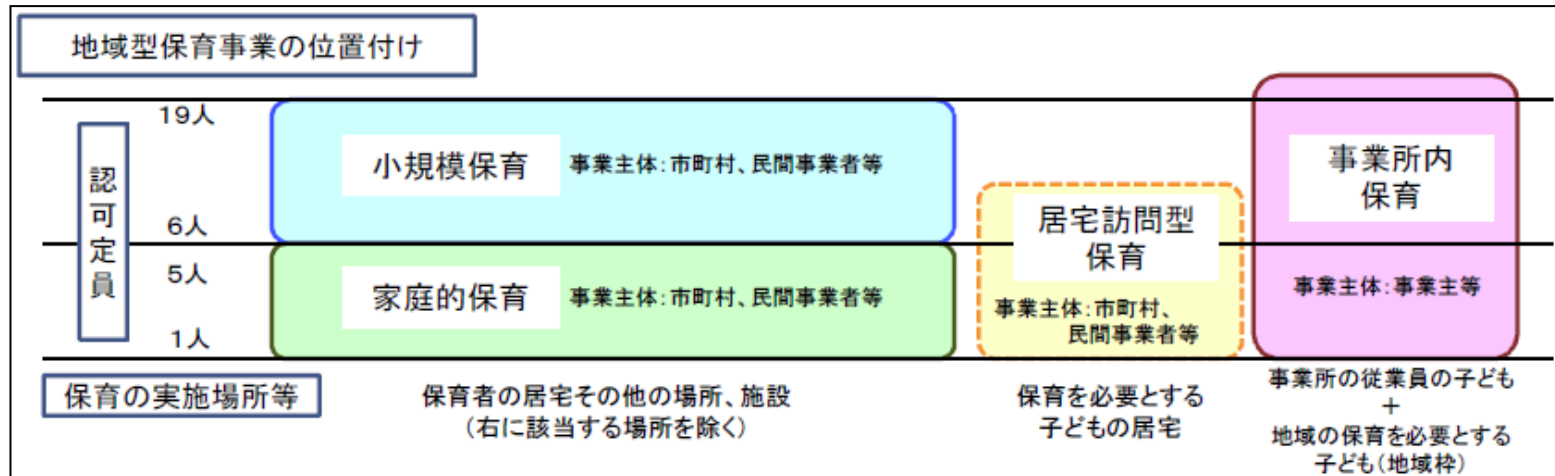 地域型保育事業の位置付け
認可定員
19人
6人
5人
1人
小規模保育
事業主体：市町村、民間事業者等
家庭的保育
事業主体：市町村、民間事業者等
居宅訪問型
保育
事業主体：市町村、
民間事業者等
事業所内
保育
事業主体：事業主等
保育の実施場所等
保育者の居宅その他の場所、施設
（右に該当する場所を除く）
保育を必要とする
子どもの居宅
事業所の従業員の子ども
＋
地域の保育を必要とする
子ども（地域枠）